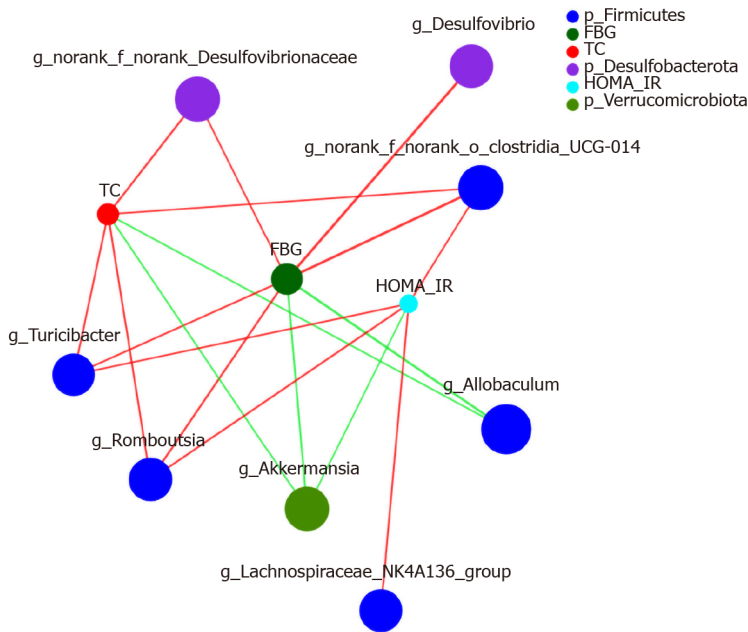 g_Desulfovibrio
p_Firmicutes
FBG
TC
p_Desulfobacterota
HOMA_IR
p_Verrucomicrobiota
g_norank_f_norank_Desulfovibrionaceae
g_norank_f_norank_o_clostridia_UCG-014
TC
FBG
HOMA_IR
g_Turicibacter
g_Allobaculum
g_Romboutsia
g_Akkermansia
g_Lachnospiraceae_NK4A136_group